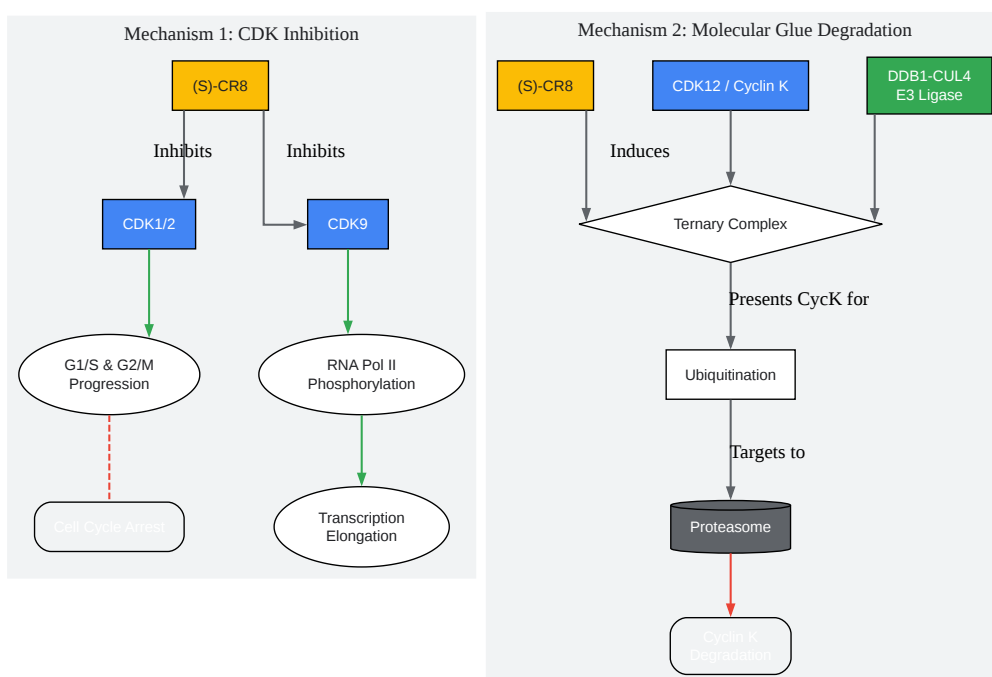 Mechanism 1: CDK Inhibition
(S)-CR8
Inhibits
Inhibits
CDK1/2
CDK9
G1/S & G2/M
Progression
RNA Pol II
Phosphorylation
Cell Cycle Arrest
Transcription
Elongation
Mechanism 2: Molecular Glue Degradation
(S)-CR8
CDK12 / Cyclin K
DDB1-CUL4
E3 Ligase
Induces
Ternary Complex
Presents CycK for
Ubiquitination
Targets to
Proteasome
Cyclin K
Degradation